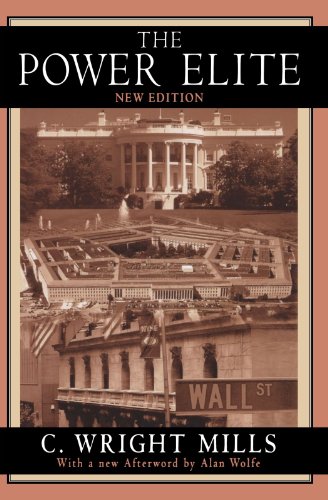 THE
POWER ELITE
NEW EDITION
WALL ST
C. WRIGHT MILLS
With a new Afterword by Alan Wolfe